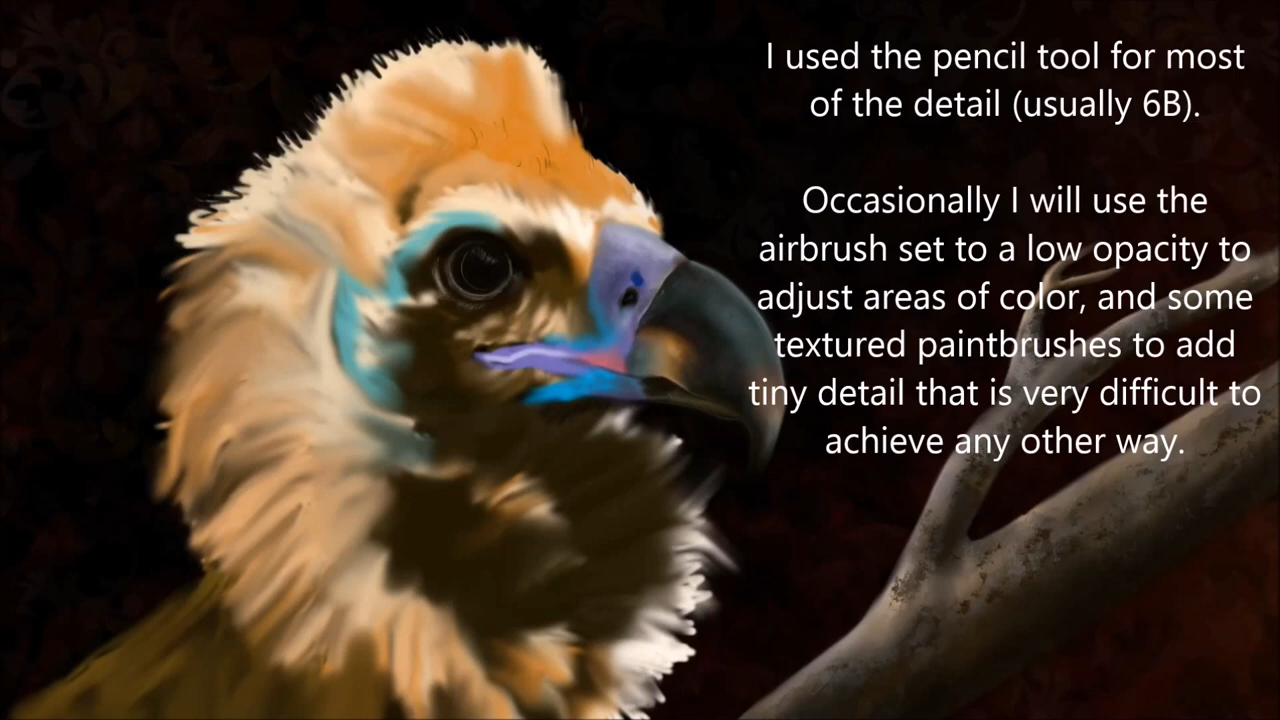 I used the pencil tool for most
of the detail (usually 6B).
Occasionally I will use the
airbrush set to a low opacity to
adjust areas of color, and some
textured paintbrushes to add
tiny detail that is very difficult to
achieve any other way.